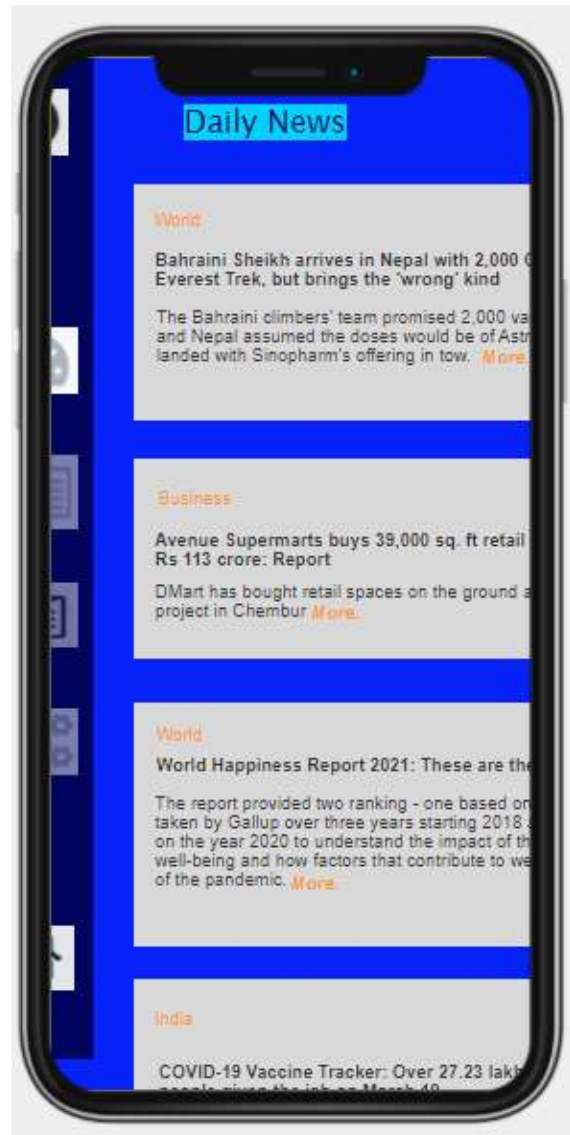 Daily News
World
Bahraini Sheikh arrives in Nepal with 2,000
Everest Trek, but brings the 'wrong' kind
The Bahraini climbers' team promised 2,000
and Nepal assumed the doses would be of
landed with Sinopharm's offering in tow. More.
Business
Avenue Supermarts buys 39,000 sq. ft retail
Rs 113 crore: Report
DMart has bought retail spaces on the ground
project in Chembur More.
World
World Happiness Report 2021: These are the
The report provided two ranking - one based on
taken by Gallup over three years starting 2018
on the year 2020 to understand the impact of
well-being and how factors that contribute to
of the pandemic. More.
India
COVID-19 Vaccine Tracker: Over 27.23 lakh
people given the jab on March 19